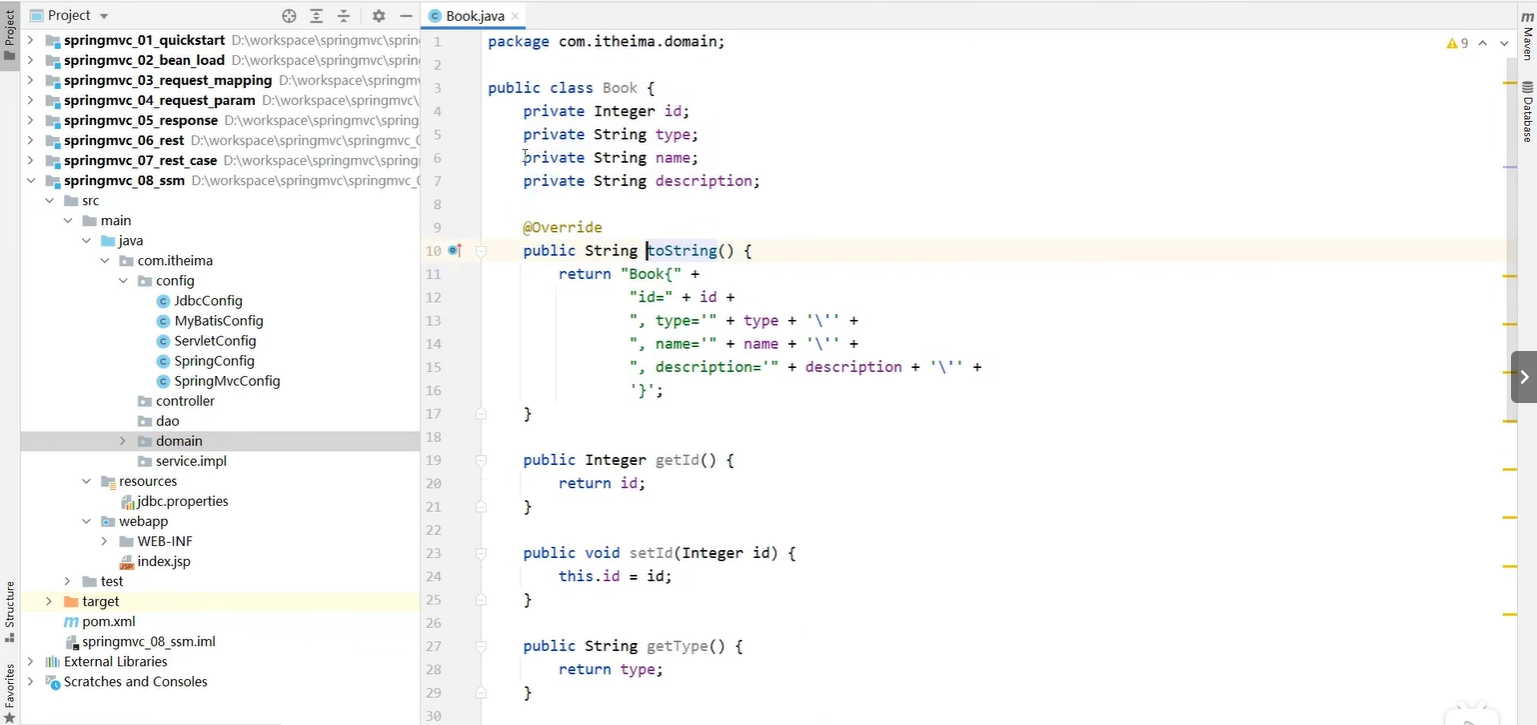 Project
Project
springmvc_01_quickstart D:\workspace\springmvc\sprin
springmvc_02_bean_load D:\workspace\springmvc\sprin
springmvc_03_request_mapping D:\workspace\springm
springmvc_04_request_param D:\workspace\springmvc\
springmvc_05_response D:\workspace\springmvc\spring
springmvc_06_rest D:\workspace\springmvc\springmvc_0
springmvc_07_rest_case D:\workspace\springmvc\spring
springmvc_08_ssm D:\workspace\springmvc\springmvc_0
src
main
java
com.itheima
config
JdbcConfig
MyBatisConfig
ServletConfig
SpringConfig
SpringMvcConfig
controller
dao
domain
service.impl
resources
jdbc.properties
webapp
WEB-INF
index.jsp
test
target
pom.xml
springmvc_08_ssm.iml
External Libraries
Scratches and Consoles
Structure
Favorites
Book.java
9
1 package com.itheima.domain;
2
3 public class Book {
4 private Integer id;
5 private String type;
6 private String name;
7 private String description;
8
9 @Override
10 public String toString() {
11 return "Book{" +
12 "id=" + id +
13 ", type='" + type + '\'' +
14 ", name='" + name + '\'' +
15 ", description='" + description + '\'' +
16 '}';
17 }
18
19 public Integer getId() {
20 return id;
21 }
22
23 public void setId(Integer id) {
24 this.id = id;
25 }
26
27 public String getType() {
28 return type;
29 }
30
Maven
Database